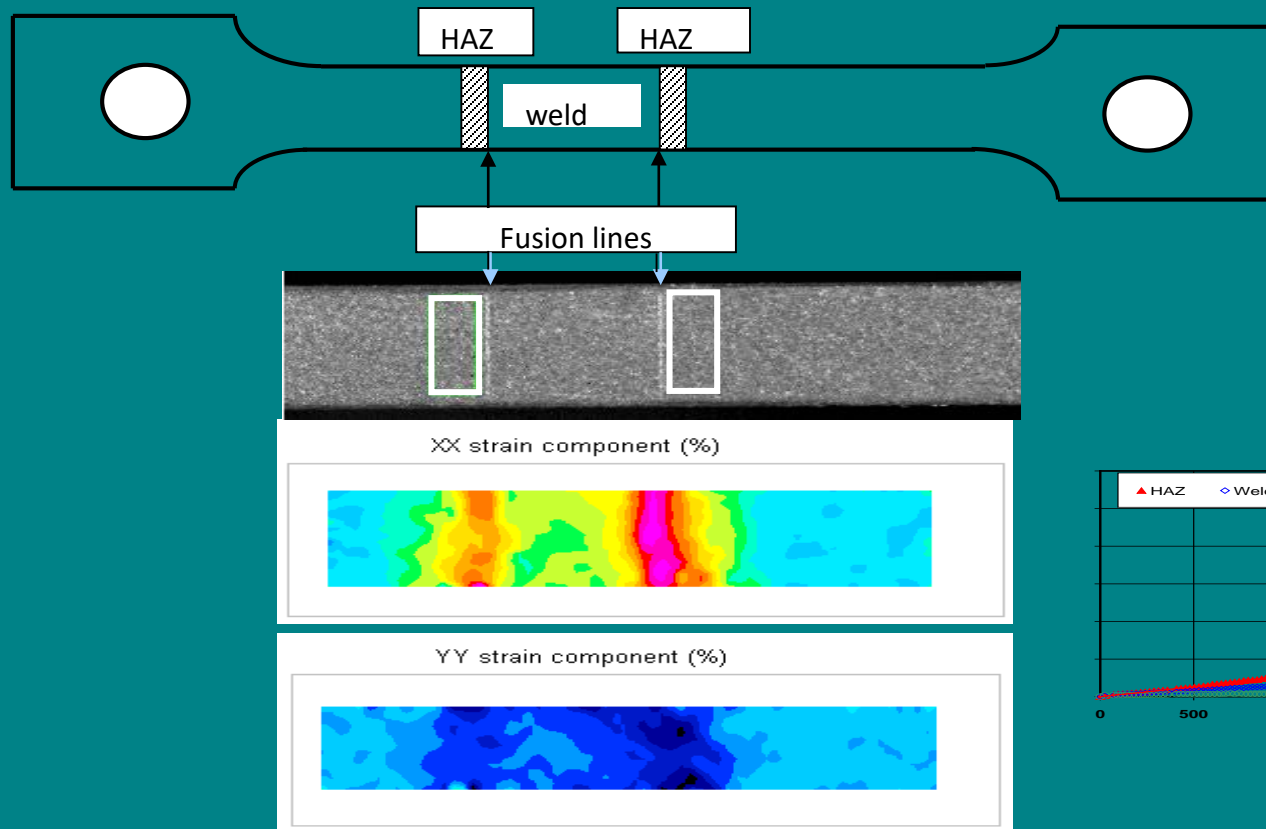 HAZ
HAZ
weld
Fusion lines
XX strain component (%)
YY strain component (%)
HAZ
0
500